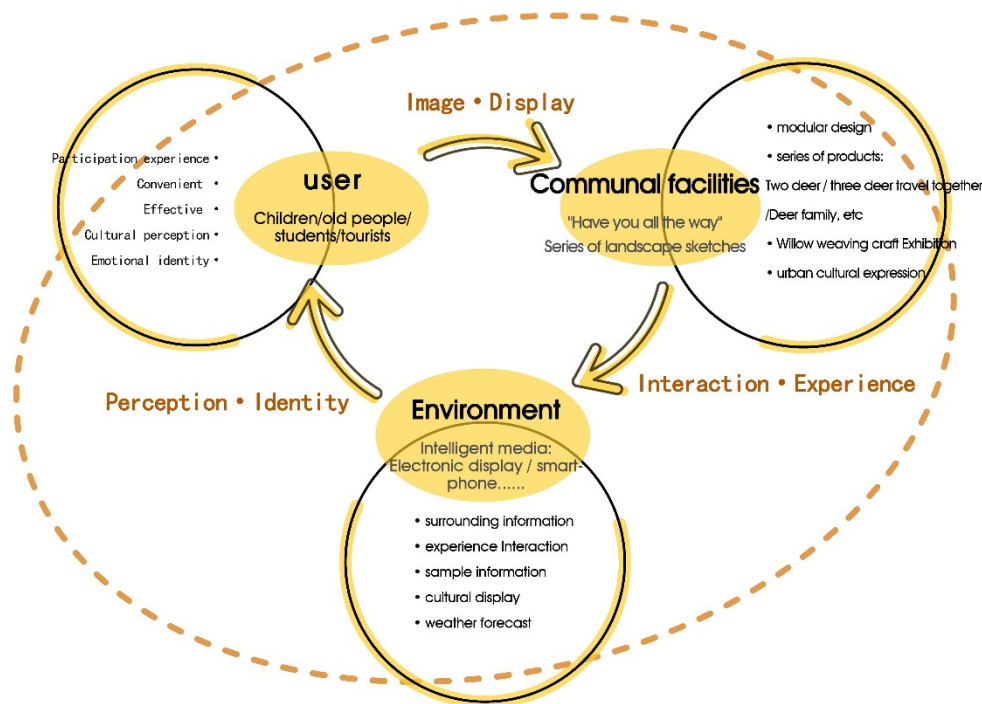 Image • Display
Participation experience •
Convenient •
Effective •
Cultural perception •
Emotional identity •
user
Children/old people/
students/tourists
Communal facilities
"Have you all the way"
Series of landscape sketches
• modular design
• series of products:
Two deer / three deer travel together
/Deer family, etc
• Willow weaving craft Exhibition
• urban cultural expression
Perception • Identity
Interaction • Experience
Environment
Intelligent media:
Electronic display / smart-
phone......
• surrounding information
• experience Interaction
• sample information
• cultural display
• weather forecast